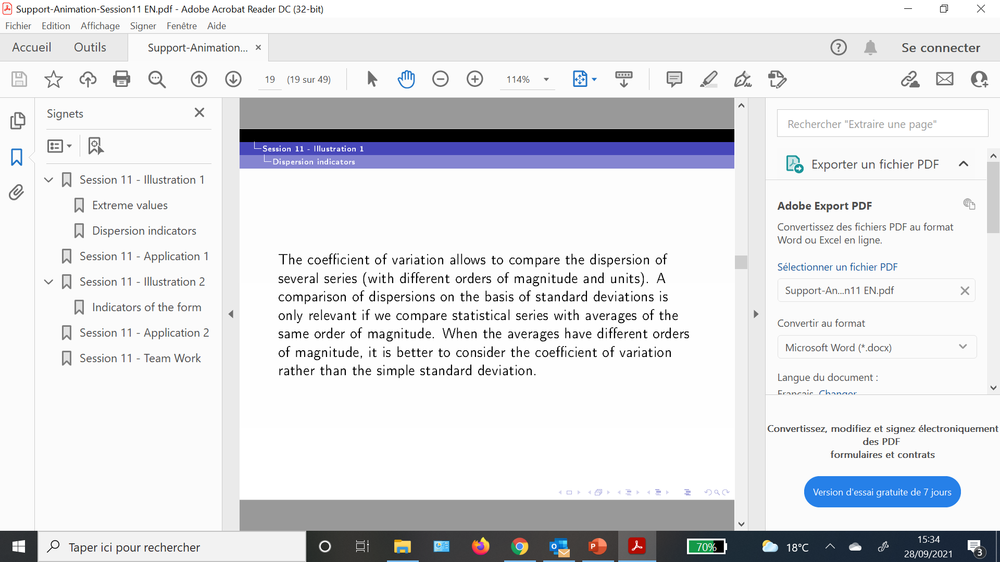 Support-Animation-Session11 EN.pdf - Adobe Acrobat Reader DC (32-bit)
Fichier Edition Affichage Signer Fenêtre Aide
Accueil Outils Support-Animation... Se connecter
19 (19 sur 49) 114%
Signets
Session 11 - Illustration 1
Extreme values
Dispersion indicators
Session 11 - Application 1
Session 11 - Illustration 2
Indicators of the form
Session 11 - Application 2
Session 11 - Team Work
Session 11 - Illustration 1
Dispersion indicators
The coefficient of variation allows to compare the dispersion of
several series (with different orders of magnitude and units). A
comparison of dispersions on the basis of standard deviations is
only relevant if we compare statistical series with averages of the
same order of magnitude. When the averages have different orders
of magnitude, it is better to consider the coefficient of variation
rather than the simple standard deviation.
Rechercher "Extraire une page"
Exporter un fichier PDF
Adobe Export PDF
Convertissez des fichiers PDF au format
Word ou Excel en ligne.
Sélectionner un fichier PDF
Support-An...n11 EN.pdf
Convertir au format
Microsoft Word (*.docx)
Langue du document :
Français Changer
Convertissez, modifiez et signez électroniquement
des PDF
formulaires et contrats
Version d'essai gratuite de 7 jours
Taper ici pour rechercher
70%
18°C
15:34
28/09/2021
3